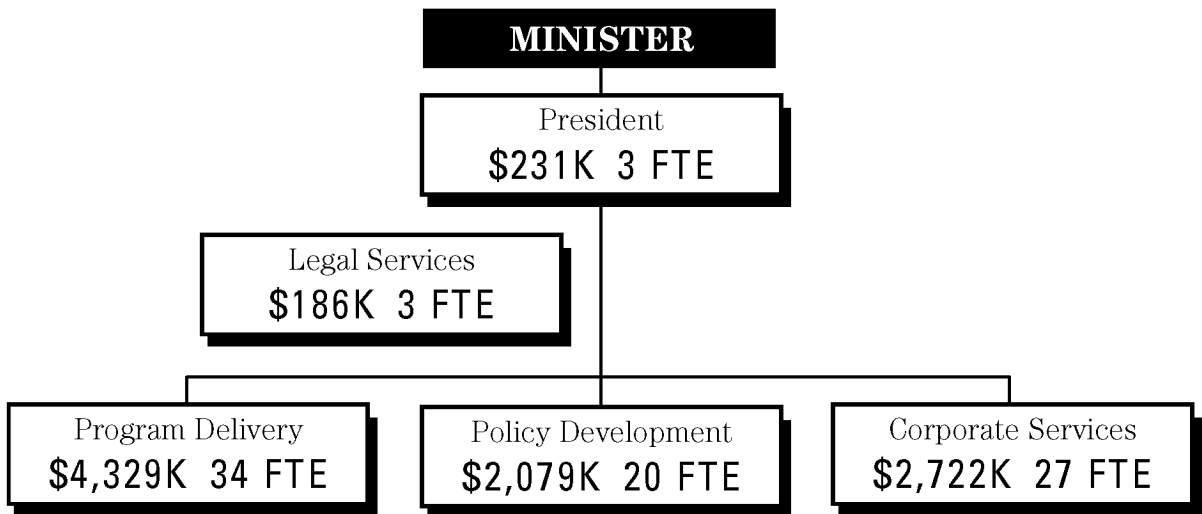 MINISTER
President
$231K 3 FTE
Legal Services
$186K 3 FTE
Program Delivery
$4,329K 34 FTE
Policy Development
$2,079K 20 FTE
Corporate Services
$2,722K 27 FTE